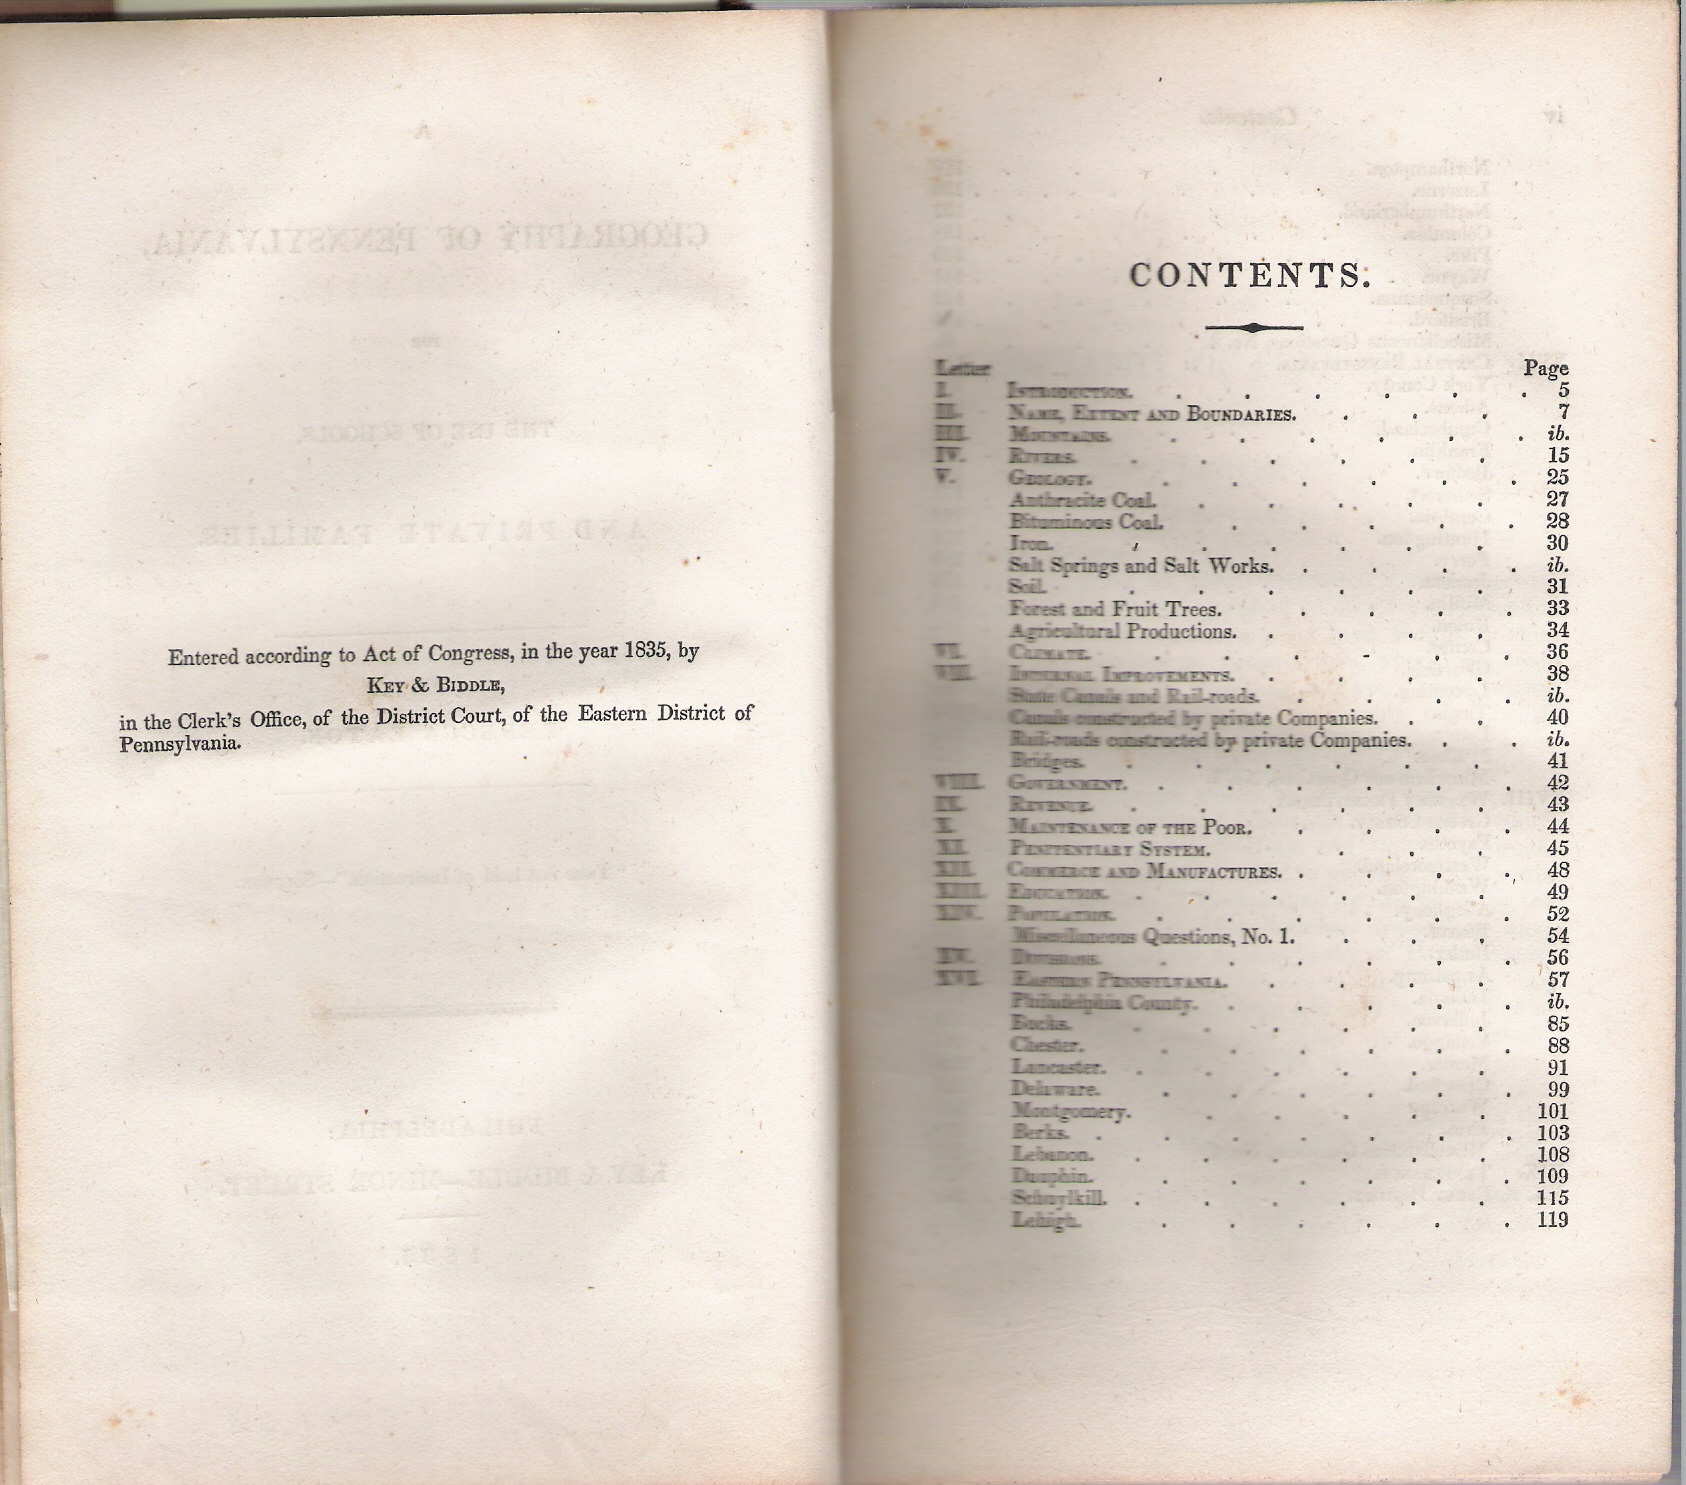 Entered according to Act of Congress, in the year 1835, by
KEY & BIDDLE,
in the Clerk's Office, of the District Court, of the Eastern District of
Pennsylvania.
CONTENTS.
Letter Page
I. INTRODUCTION. 5
II. NAME, EXTENT AND BOUNDARIES. 7
III. MOUNTAINS. ib.
IV. RIVERS. 15
V. GEOLOGY. 25
Anthracite Coal. 27
Bituminous Coal. 28
Iron. 30
Salt Springs and Salt Works. ib.
Soil. 31
Forest and Fruit Trees. 33
Agricultural Productions. 34
VI. CLIMATE. 36
VII. INTERNAL IMPROVEMENTS. 38
State Canals and Rail-roads. ib.
Canals constructed by private Companies. 40
Rail-roads constructed by private Companies. ib.
Bridges. 41
VIII. GOVERNMENT. 42
IX. REVENUE. 43
X. MAINTENANCE OF THE POOR. 44
XI. PENITENTIARY SYSTEM. 45
XII. COMMERCE AND MANUFACTURES. 48
XIII. EDUCATION. 49
XIV. POPULATION. 52
Miscellaneous Questions, No. 1. 54
XV. DIVISIONS. 56
XVI. EASTERN PENNSYLVANIA. 57
Philadelphia County. ib.
Bucks. 85
Chester. 88
Lancaster. 91
Delaware. 99
Montgomery. 101
Berks. 103
Lebanon. 108
Dauphin. 109
Schuylkill. 115
Lehigh. 119